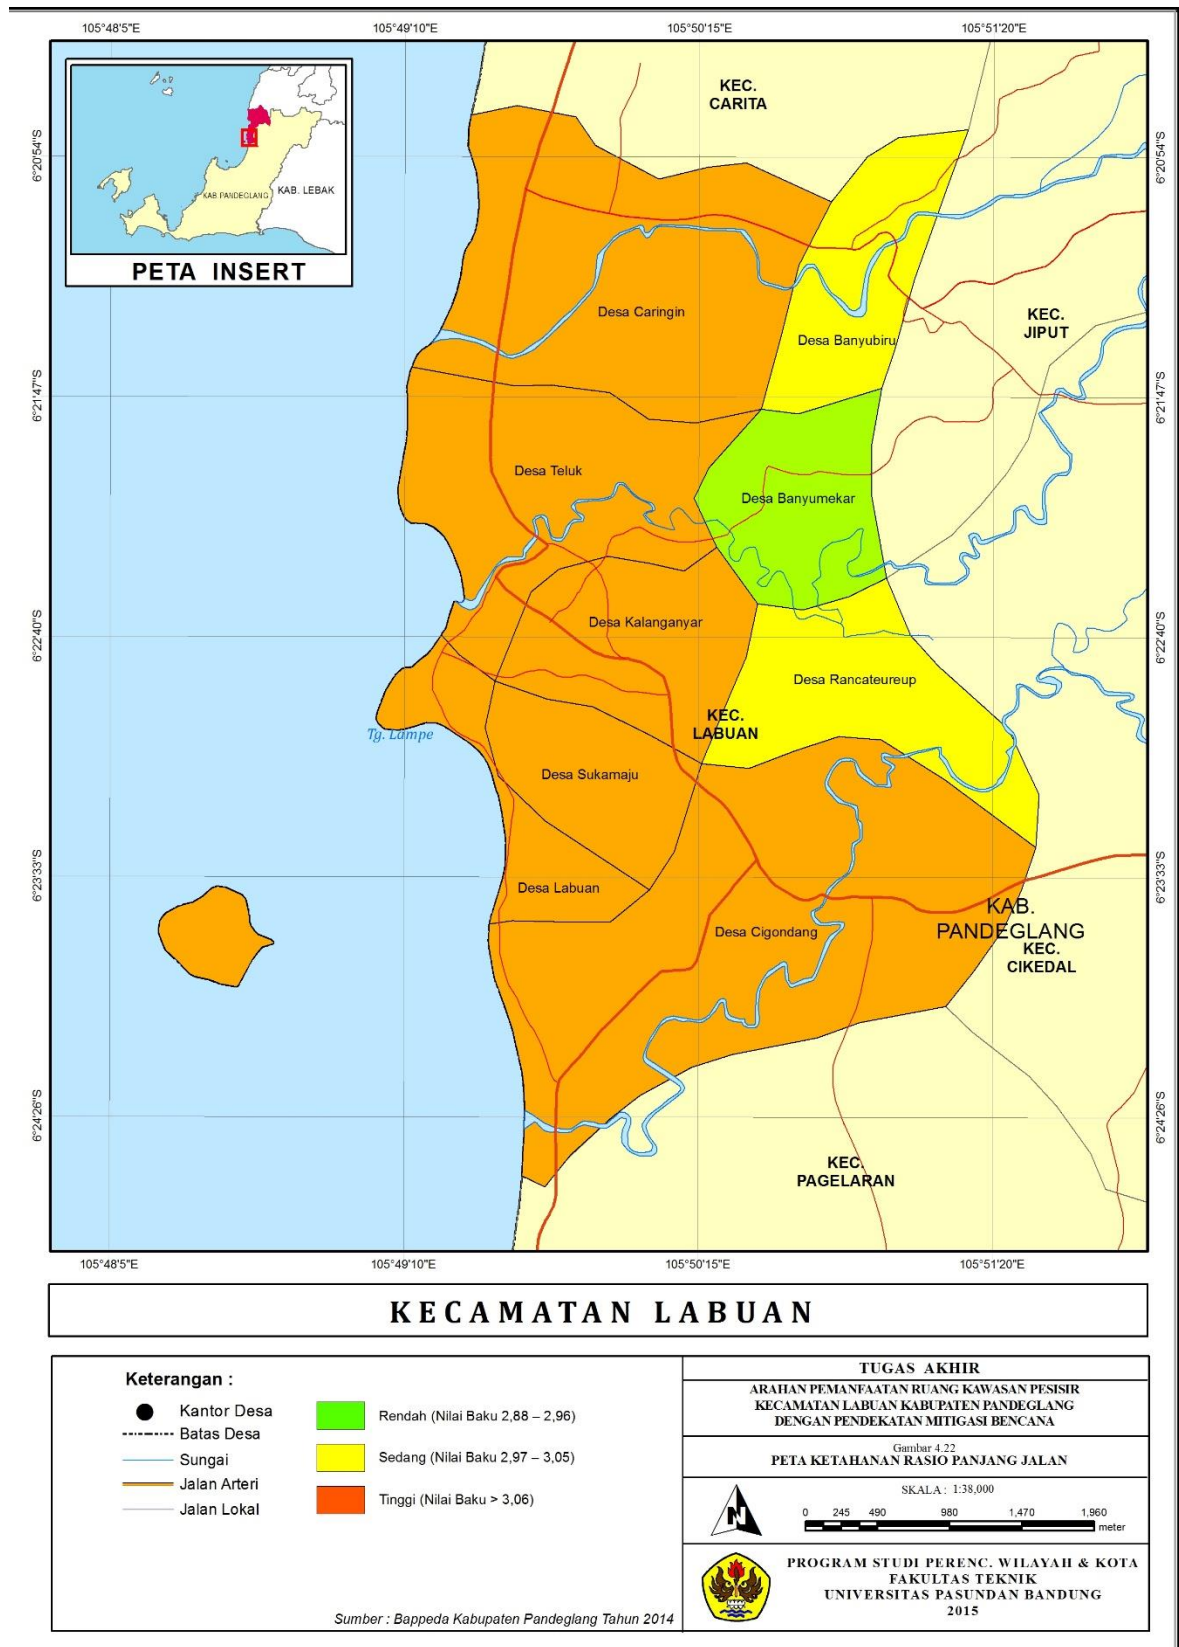 105°48'5"E
105°49'10"E
105°50'15"E
105°51'20"E
6°20'54"S
6°20'54"S
6°21'47"S
6°21'47"S
6°22'40"S
6°22'40"S
6°23'33"S
6°23'33"S
6°24'26"S
6°24'26"S
KAB. PANDEGLANG
KAB. LEBAK
PETA INSERT
KEC.
CARITA
Desa Caringin
KEC.
JIPUT
Desa Banyubiru
Desa Teluk
Desa Banyumekar
Desa Kalanganyar
Desa Rancateureup
KEC.
LABUAN
Tg. Lampe
Desa Sukamaju
Desa Labuan
Desa Cigondang
KAB.
PANDEGLANG
KEC.
CIKEDAL
KEC.
PAGELARAN
105°48'5"E
105°49'10"E
105°50'15"E
105°51'20"E
KECAMATAN LABUAN
Keterangan :
Kantor Desa
Batas Desa
Sungai
Jalan Arteri
Jalan Lokal
Rendah (Nilai Baku 2,88 – 2,96)
Sedang (Nilai Baku 2,97 – 3,05)
Tinggi (Nilai Baku > 3,06)
Sumber : Bappeda Kabupaten Pandeglang Tahun 2014
TUGAS AKHIR
ARAHAN PEMANFAATAN RUANG KAWASAN PESISIR
KECAMATAN LABUAN KABUPATEN PANDEGLANG
DENGAN PENDEKATAN MITIGASI BENCANA
Gambar 4.22
PETA KETAHANAN RASIO PANJANG JALAN
SKALA : 1:38,000
N
0 245 490 980 1,470 1,960
meter
PROGRAM STUDI PERENC. WILAYAH & KOTA
FAKULTAS TEKNIK
UNIVERSITAS PASUNDAN BANDUNG
2015